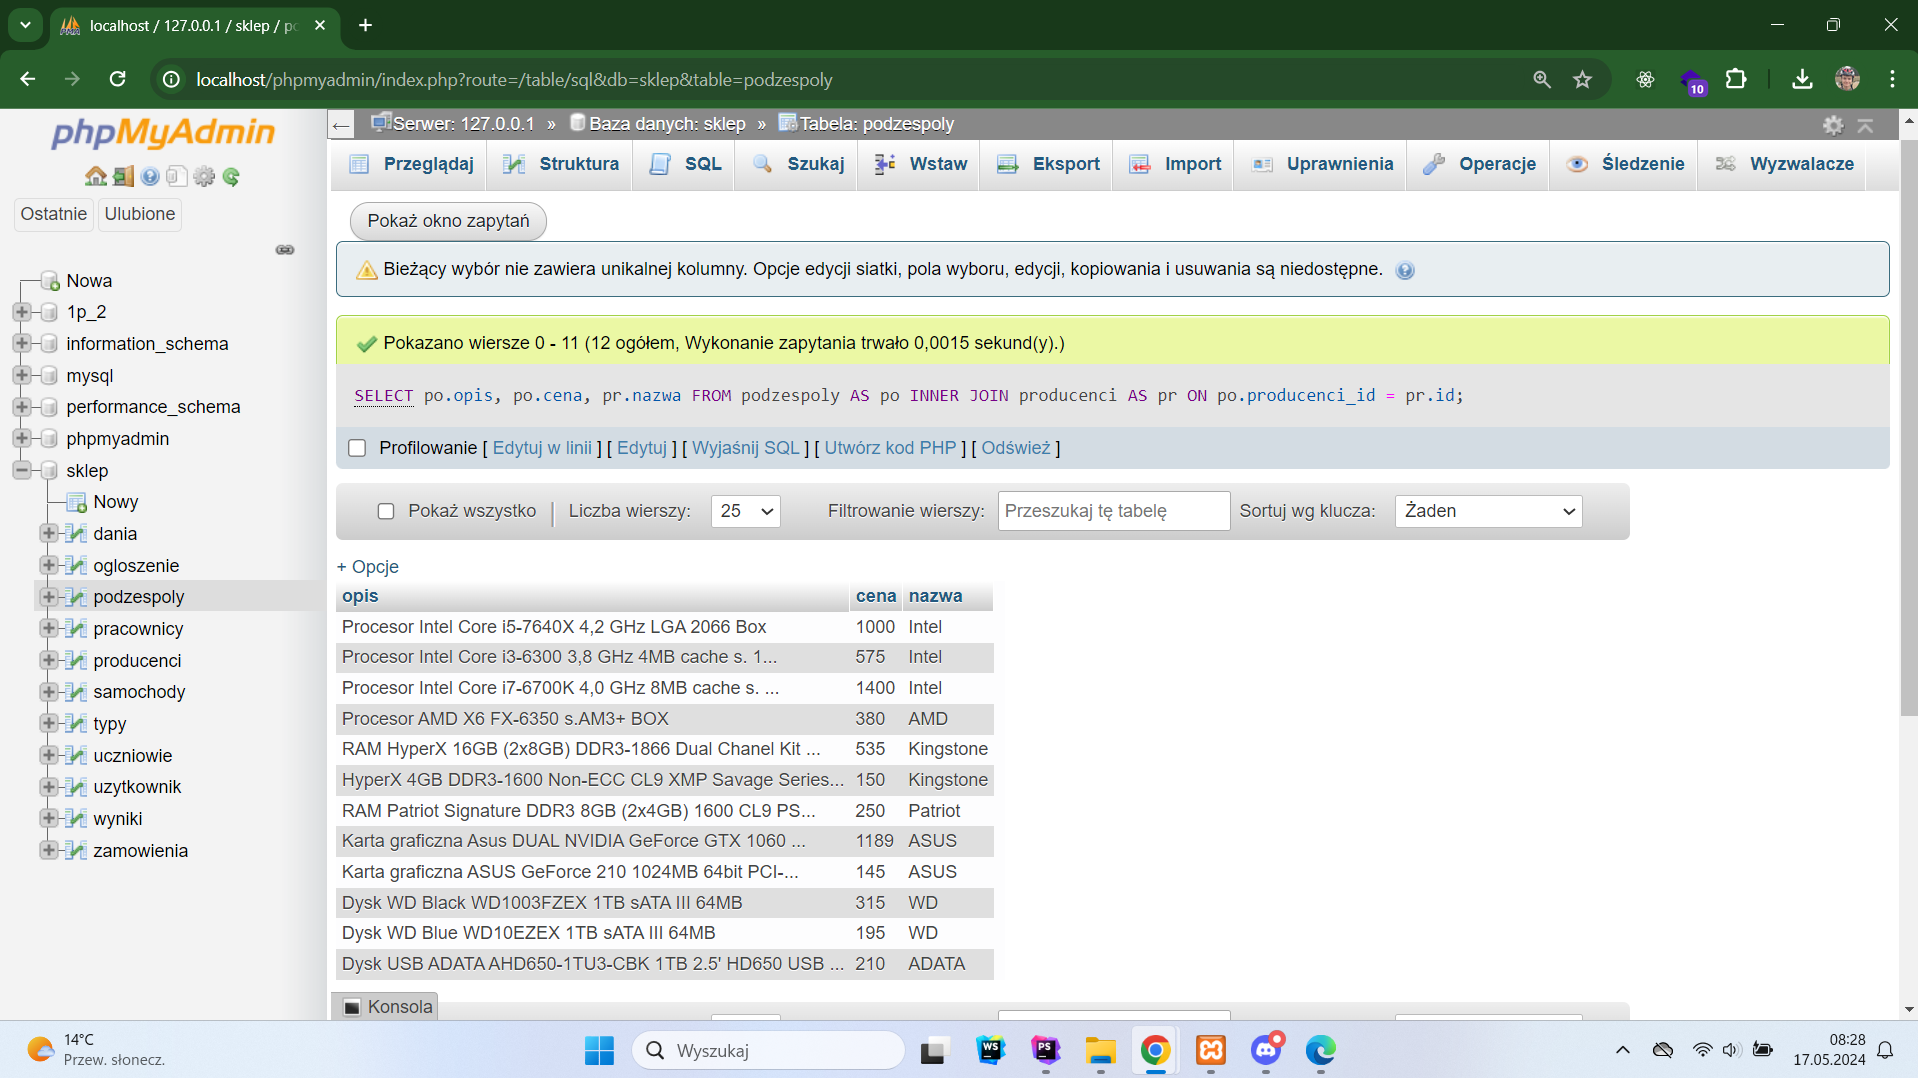 localhost / 127.0.0.1 / sklep / po
localhost/phpmyadmin/index.php?route=/table/sql&db=sklep&table=podzespoly
10
phpMyAdmin
Ostatnie Ulubione
Nowa
1p_2
information_schema
mysql
performance_schema
phpmyadmin
sklep
Nowy
dania
ogloszenie
podzespoly
pracownicy
producenci
samochody
typy
uczniowie
uzytkownik
wyniki
zamowienia
Serwer: 127.0.0.1 » Baza danych: sklep » Tabela: podzespoly
Przeglądaj Struktura SQL Szukaj Wstaw Eksport Import Uprawnienia Operacje Śledzenie Wyzwalacze
Pokaż okno zapytań
Bieżący wybór nie zawiera unikalnej kolumny. Opcje edycji siatki, pola wyboru, edycji, kopiowania i usuwania są niedostępne.
Pokazano wiersze 0 - 11 (12 ogółem, Wykonanie zapytania trwało 0,0015 sekund(y).)
SELECT po.opis, po.cena, pr.nazwa FROM podzespoly AS po INNER JOIN producenci AS pr ON po.producenci_id = pr.id;
Profilowanie [ Edytuj w linii ] [ Edytuj ] [ Wyjaśnij SQL ] [ Utwórz kod PHP ] [ Odśwież ]
Pokaż wszystko | Liczba wierszy: 25 Filtrowanie wierszy: Przeszukaj tę tabelę Sortuj wg klucza: Żaden
+ Opcje
opis cena nazwa
Procesor Intel Core i5-7640X 4,2 GHz LGA 2066 Box 1000 Intel
Procesor Intel Core i3-6300 3,8 GHz 4MB cache s. 1... 575 Intel
Procesor Intel Core i7-6700K 4,0 GHz 8MB cache s. ... 1400 Intel
Procesor AMD X6 FX-6350 s.AM3+ BOX 380 AMD
RAM HyperX 16GB (2x8GB) DDR3-1866 Dual Chanel Kit ... 535 Kingstone
HyperX 4GB DDR3-1600 Non-ECC CL9 XMP Savage Series... 150 Kingstone
RAM Patriot Signature DDR3 8GB (2x4GB) 1600 CL9 PS... 250 Patriot
Karta graficzna Asus DUAL NVIDIA GeForce GTX 1060 ... 1189 ASUS
Karta graficzna ASUS GeForce 210 1024MB 64bit PCI-... 145 ASUS
Dysk WD Black WD1003FZEX 1TB sATA III 64MB 315 WD
Dysk WD Blue WD10EZEX 1TB sATA III 64MB 195 WD
Dysk USB ADATA AHD650-1TU3-CBK 1TB 2.5' HD650 USB ... 210 ADATA
Konsola
14°C
Przew. słonecz.
Wyszukaj
WS
PS
08:28
17.05.2024